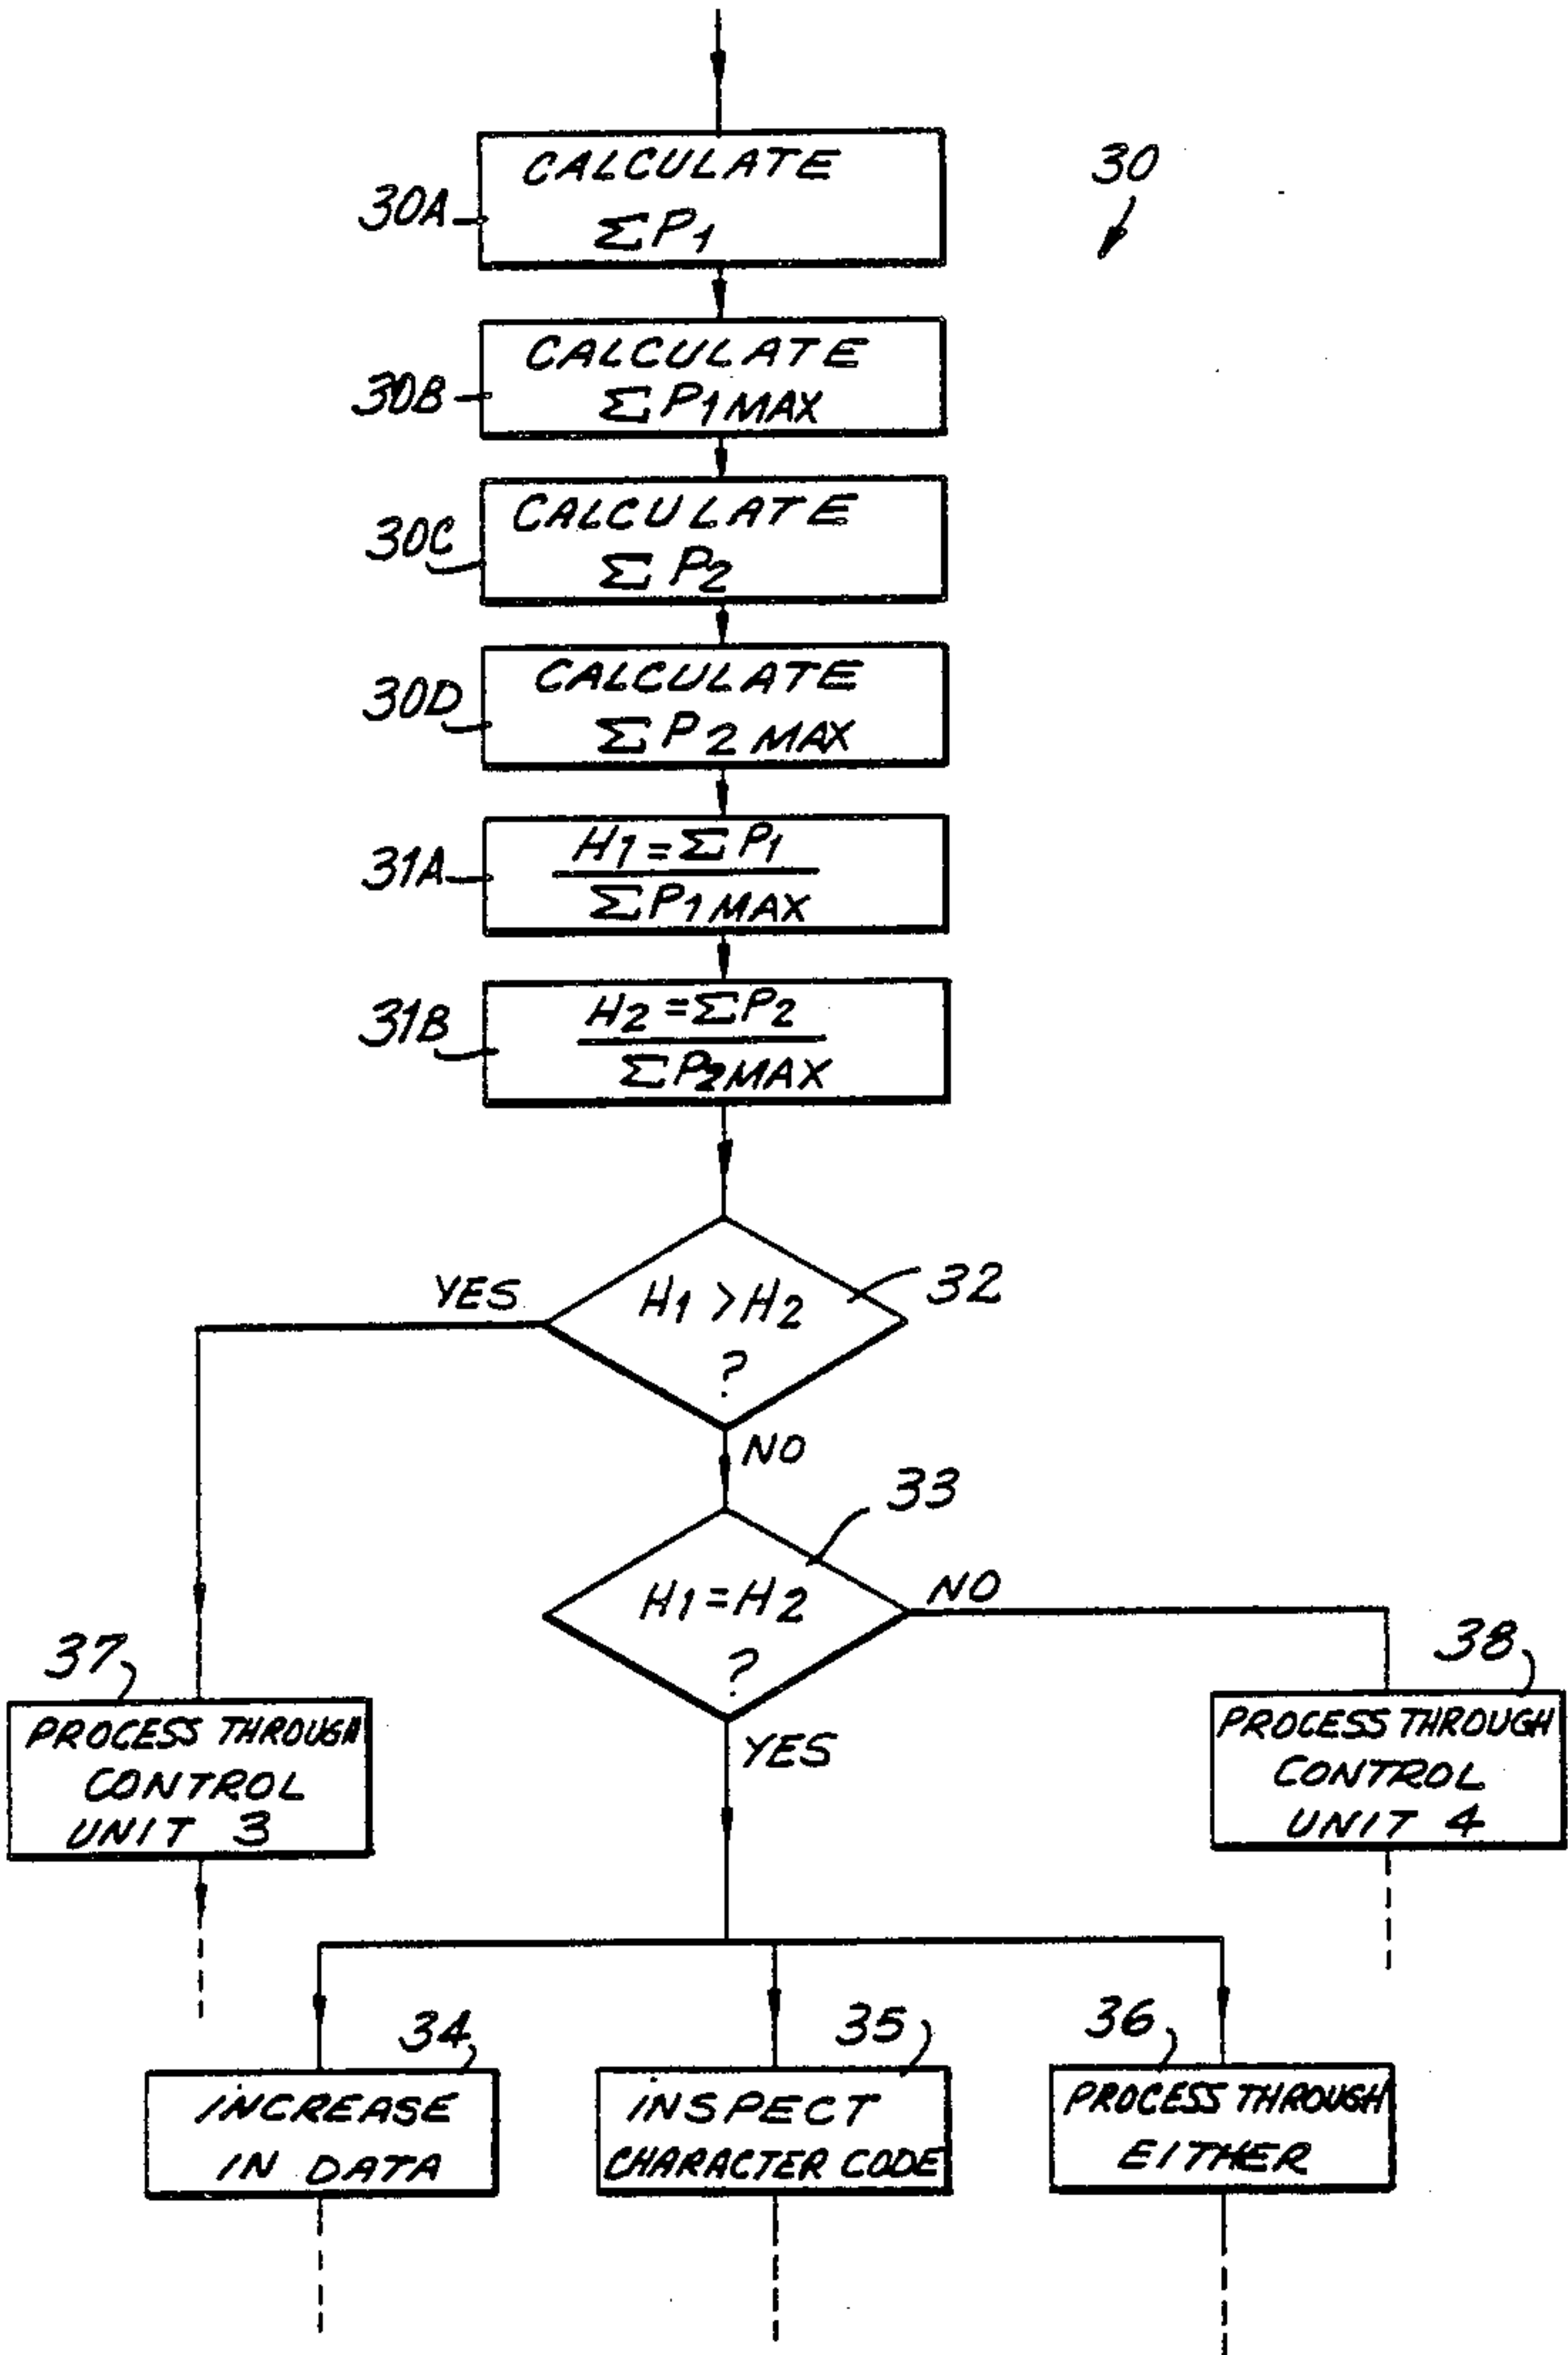 30
30A
CALCULATE
ΣP1
30B
CALCULATE
ΣP1MAX
30C
CALCULATE
ΣP2
30D
CALCULATE
ΣP2 MAX
31A
H1=ΣP1
ΣP1MAX
31B
H2=ΣP2
ΣP2MAX
32
H1>H2
?
YES
NO
33
H1=H2
?
NO
YES
37
PROCESS THROUGH
CONTROL
UNIT 3
38
PROCESS THROUGH
CONTROL
UNIT 4
34
INCREASE
IN DATA
35
INSPECT
CHARACTER CODE
36
PROCESS THROUGH
EITHER